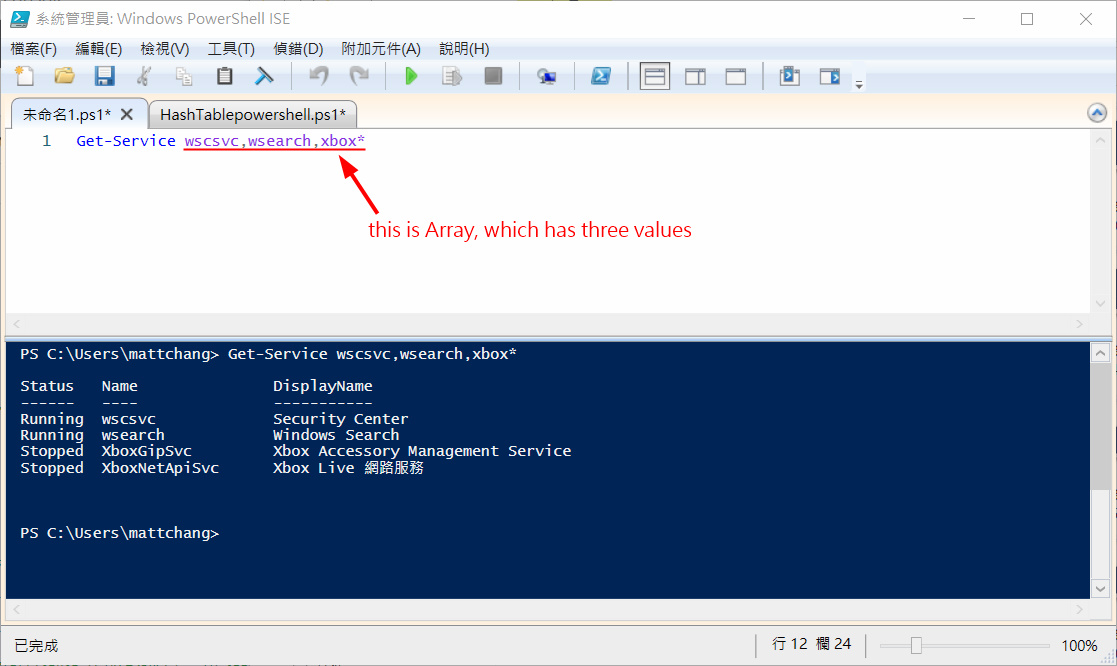 系統管理員: Windows PowerShell ISE
檔案(F) 編輯(E) 檢視(V) 工具(T) 偵錯(D) 附加元件(A) 說明(H)
未命名1.ps1* HashTablepowershell.ps1*
1 Get-Service wscsvc,wsearch,xbox*
this is Array, which has three values
PS C:\Users\mattchang> Get-Service wscsvc,wsearch,xbox*
Status Name DisplayName
------ ---- -----------
Running wscsvc Security Center
Running wsearch Windows Search
Stopped XboxGipSvc Xbox Accessory Management Service
Stopped XboxNetApiSvc Xbox Live 網路服務
PS C:\Users\mattchang>
已完成 行 12 欄 24 100%